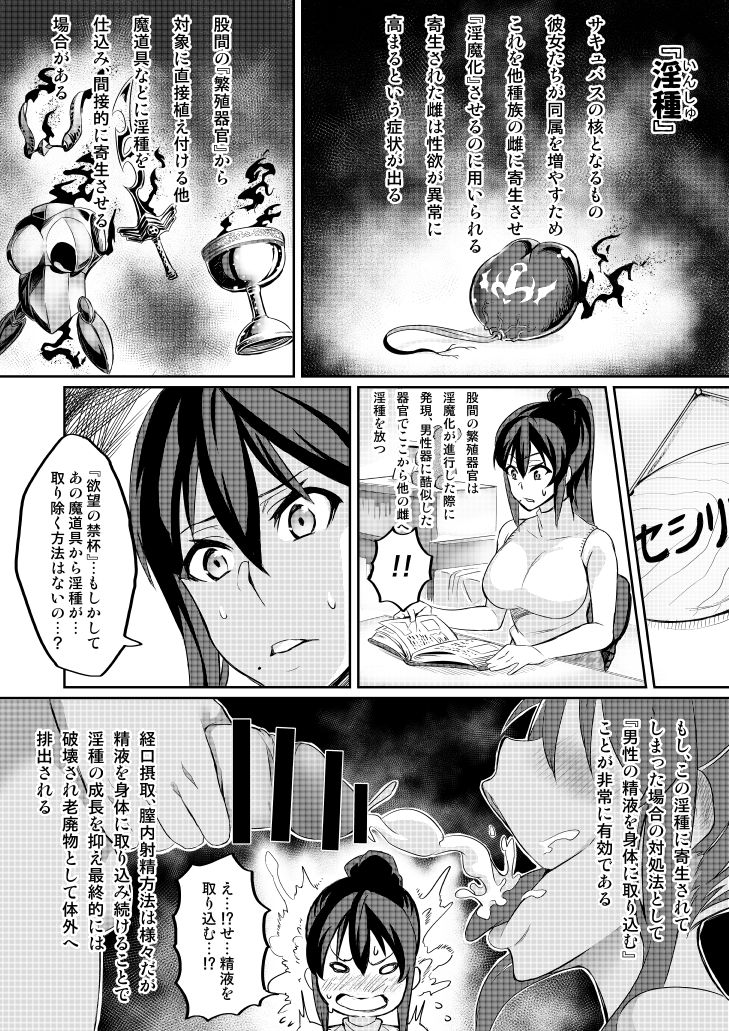 『淫種』
いんしゅ
サキュバスの核となるもの
彼女たちが同属を増やすため
これを他種族の雌に寄生させ
『淫魔化』させるのに用いられる
寄生された雌は性欲が異常に
高まるという症状が出る
股間の『繁殖器官』から
対象に直接植え付ける他
魔道具などに淫種を
仕込み間接的に寄生させる
場合がある
セシリ
股間の繁殖器官は
淫魔化が進行した際に
発現、男性器に酷似した
器官でここから他の雌へ
淫種を放つ
!!
『欲望の禁杯』…もしかして
あの魔道具から淫種が…
取り除く方法はないの…?
もし、この淫種に寄生されて
しまった場合の対処法として
『男性の精液を身体に取り込む』
ことが非常に有効である
え…!?せ…精液を
取り込む…!?
経口摂取、膣内射精方法は様々だが
精液を身体に取り込み続けることで
淫種の成長を抑え最終的には
破壊され老廃物として体外へ
排出される